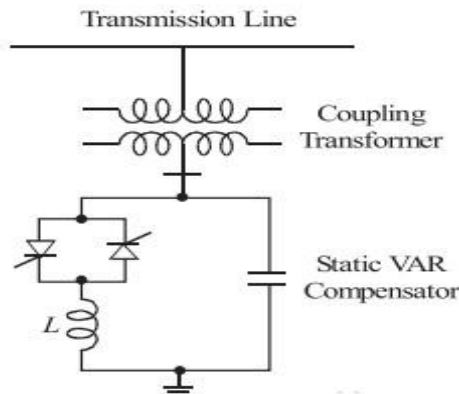 Transmission Line
Coupling
Transformer
Static VAR
Compensator
L